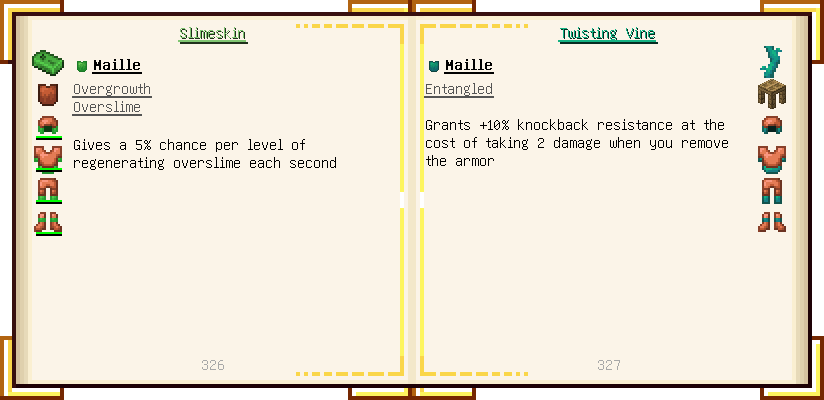 Slimeskin
Maille
Overgrowth
Overslime
Gives a 5% chance per level of
regenerating overslime each second
326
Twisting Vine
Maille
Entangled
Grants +10% knockback resistance at the
cost of taking 2 damage when you remove
the armor
327